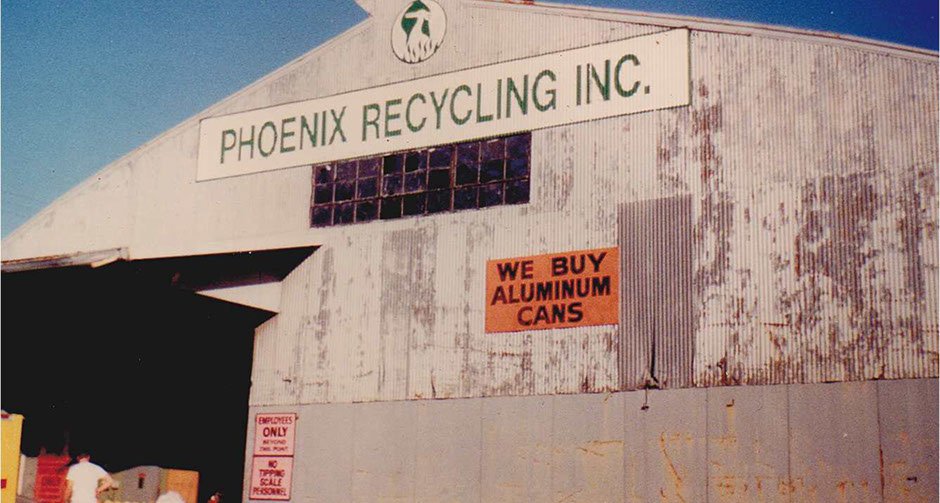 PHOENIX RECYCLING INC.
WE BUY
ALUMINUM
CANS
EMPLOYEES
ONLY
BEYOND
THIS POINT
NO
TIPPING
SCALE
PERSONNEL